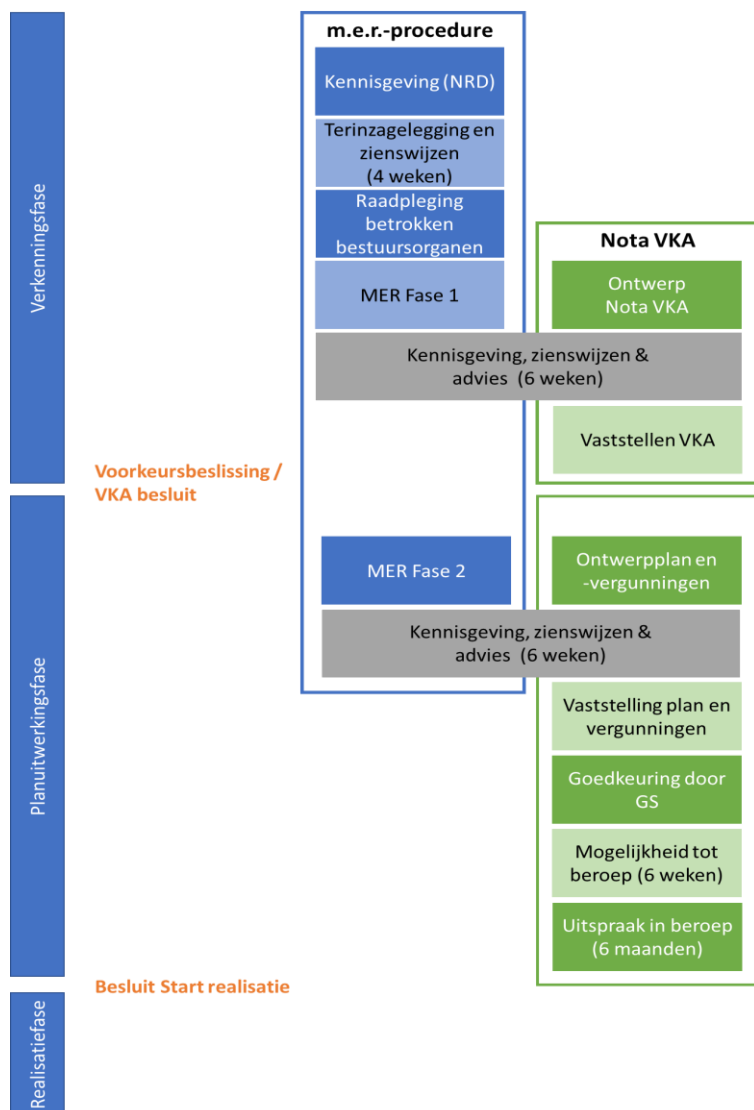 m.e.r.-procedure
Kennisgeving (NRD)
Terinzagelegging en
zienswijzen
(4 weken)
Raadpleging
betrokken
bestuursorganen
MER Fase 1
Nota VKA
Ontwerp
Nota VKA
Kennisgeving, zienswijzen &
advies (6 weken)
Vaststellen VKA
Verkenningsfase
Voorkeursbeslissing /
VKA besluit
MER Fase 2
Ontwerpplan en
-vergunningen
Kennisgeving, zienswijzen &
advies (6 weken)
Vaststelling plan en
vergunningen
Goedkeuring door
GS
Mogelijkheid tot
beroep (6 weken)
Uitspraak in beroep
(6 maanden)
Planuitwerkingsfase
Besluit Start realisatie
Realisatiefase